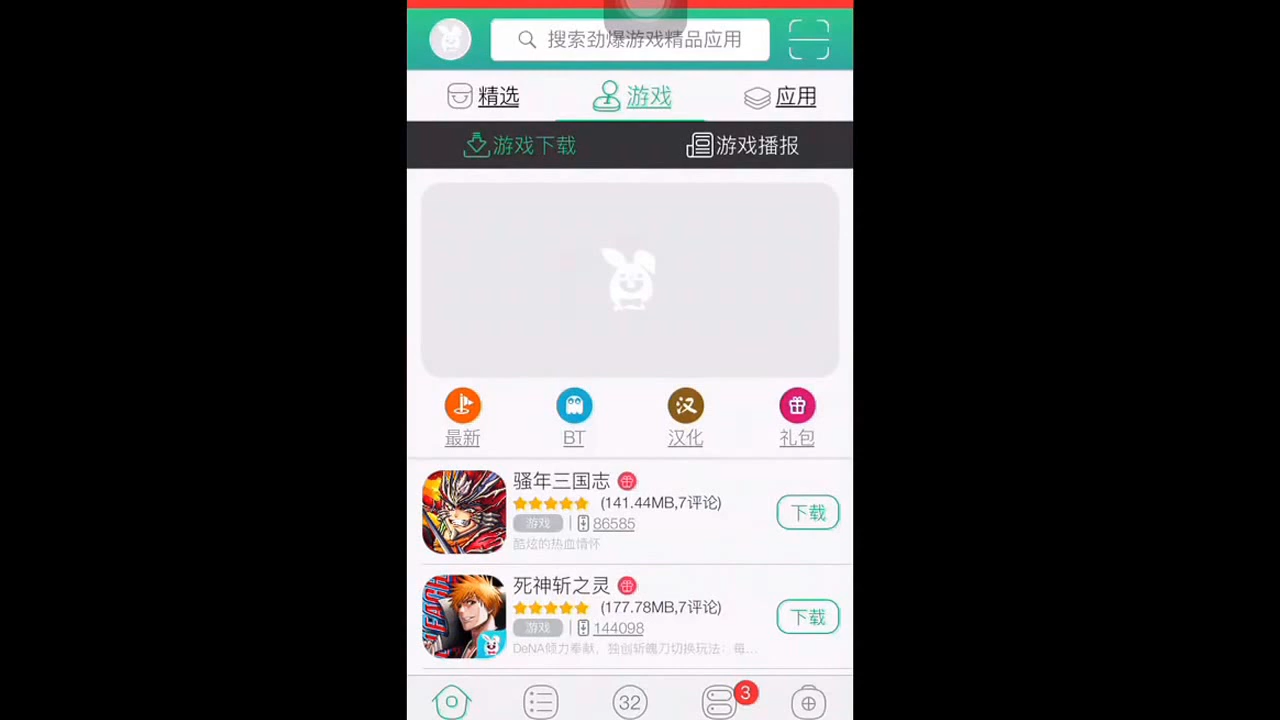 搜索劲爆游戏精品应用
精选 游戏 应用
游戏下载 游戏播报
最新 BT 汉化 礼包
汉
骚年三国志
(141.44MB,7评论)
游戏 86585
酷炫的热血情怀
下载
死神斩之灵
(177.78MB,7评论)
游戏 144098
DeNA倾力奉献，独创斩魄刀切换玩法：每...
下载
32 3